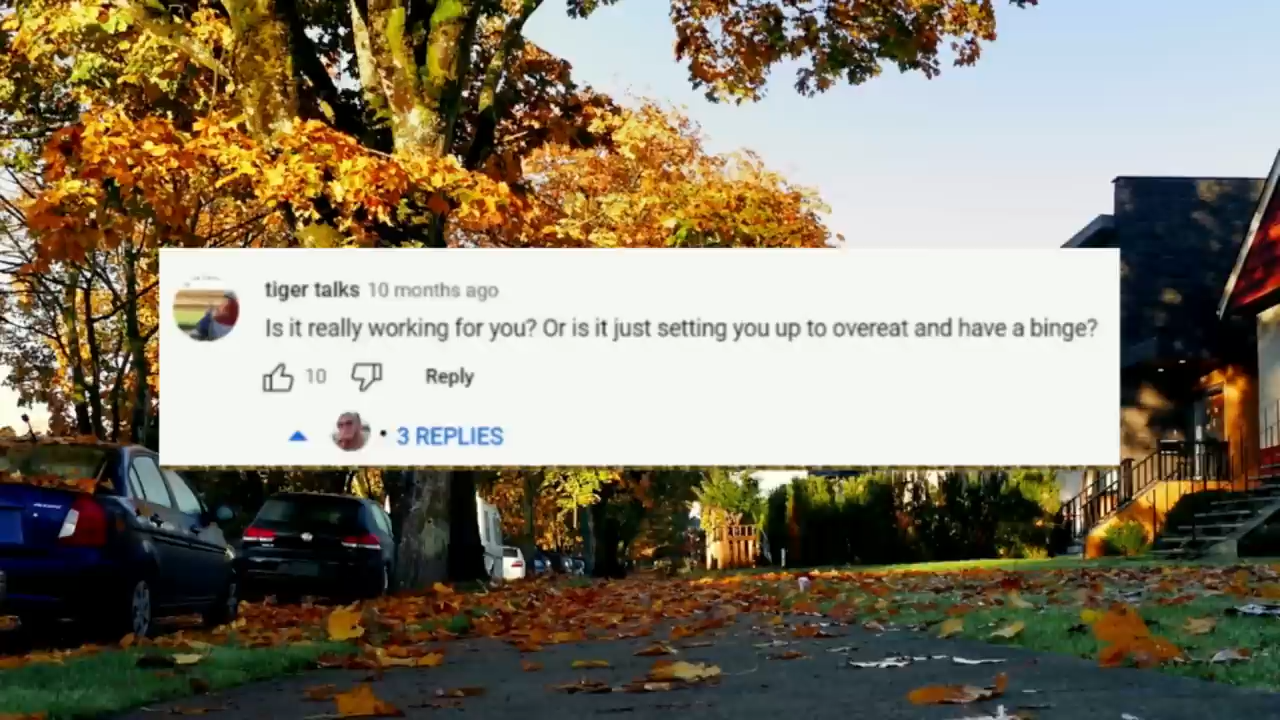 tiger talks 10 months ago
Is it really working for you? Or is it just setting you up to overeat and have a binge?
10 Reply
• 3 REPLIES